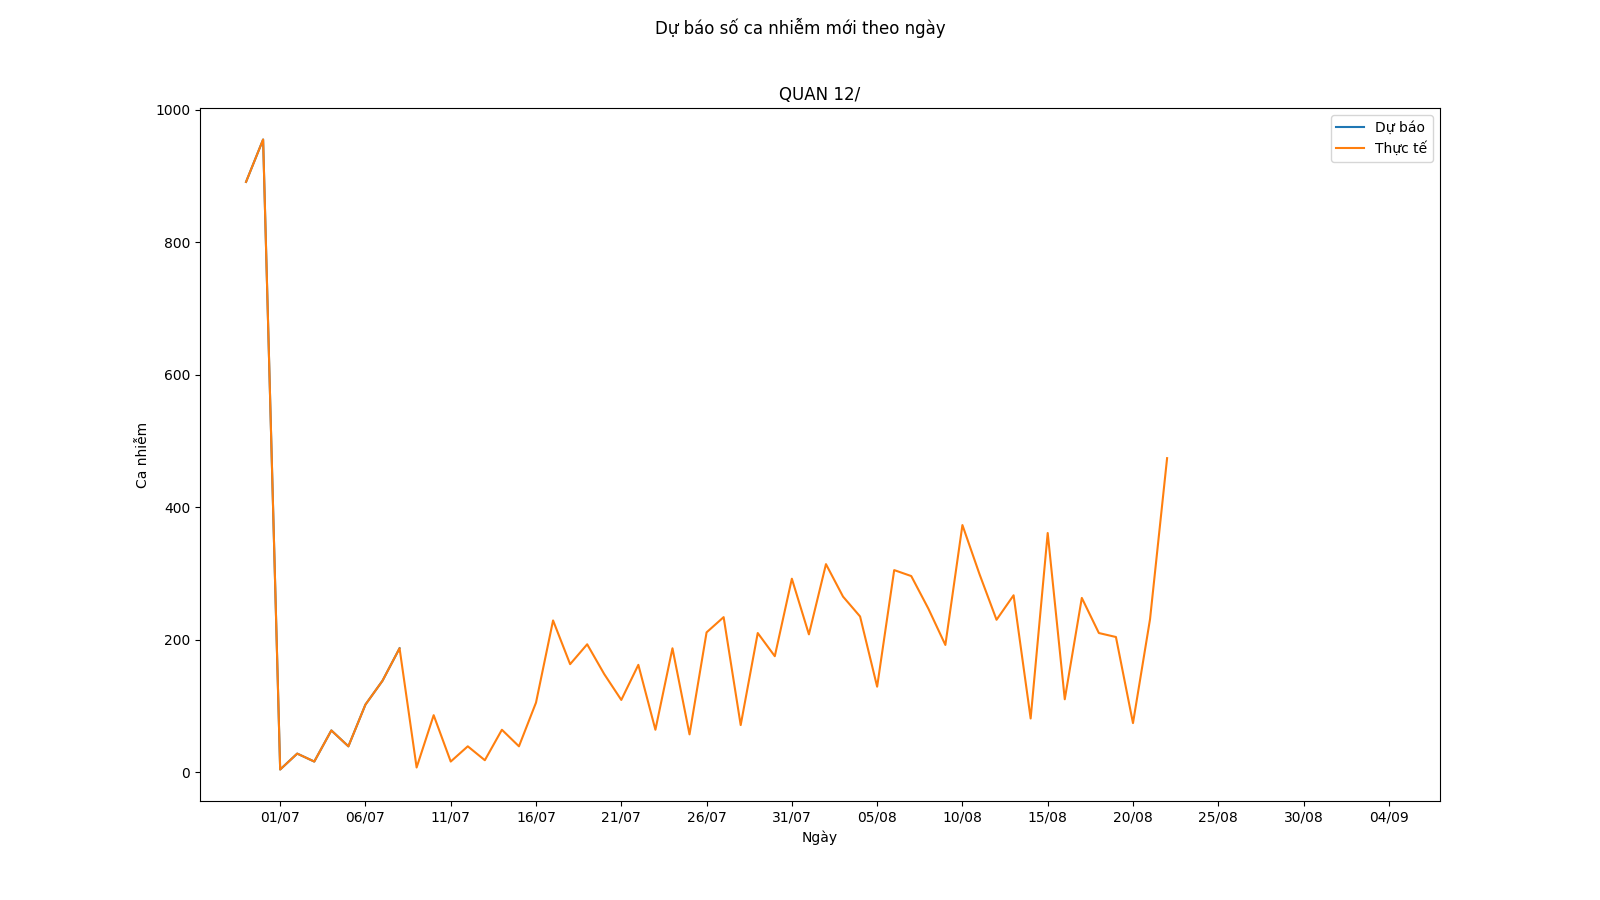 Dự báo số ca nhiễm mới theo ngày
QUAN 12/
Dự báo
Thực tế
Ca nhiễm
1000
800
600
400
200
0
01/07 06/07 11/07 16/07 21/07 26/07 31/07 05/08 10/08 15/08 20/08 25/08 30/08 04/09
Ngày